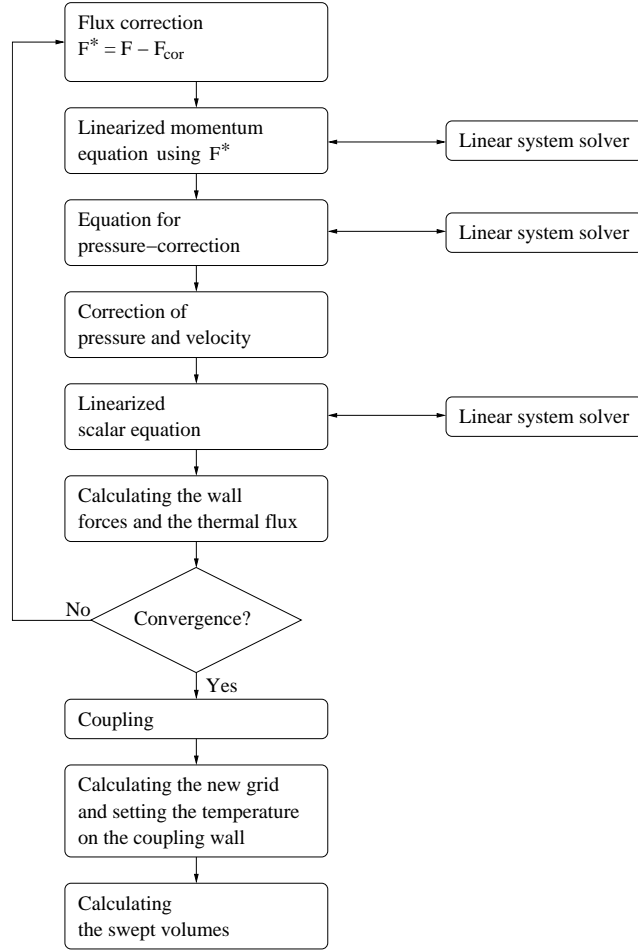 Flux correction
F* = F − Fcor
Linearized momentum
equation using F*
Linear system solver
Equation for
pressure−correction
Linear system solver
Correction of
pressure and velocity
Linearized
scalar equation
Linear system solver
Calculating the wall
forces and the thermal flux
No
Convergence?
Yes
Coupling
Calculating the new grid
and setting the temperature
on the coupling wall
Calculating
the swept volumes